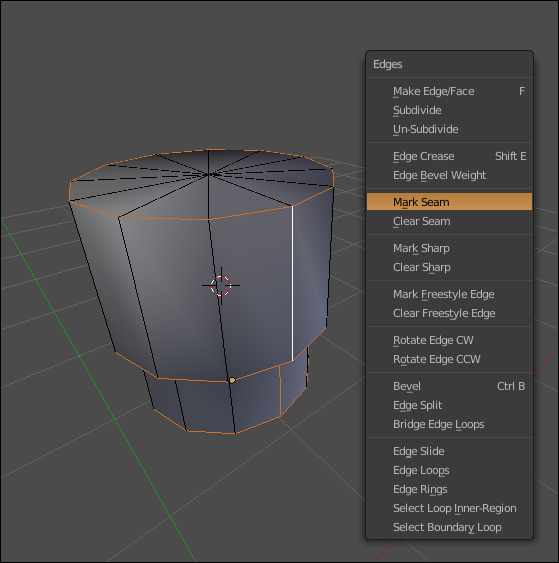 Edges
Make Edge/Face F
Subdivide
Un-Subdivide
Edge Crease Shift E
Edge Bevel Weight
Mark Seam
Clear Seam
Mark Sharp
Clear Sharp
Mark Freestyle Edge
Clear Freestyle Edge
Rotate Edge CW
Rotate Edge CCW
Bevel Ctrl B
Edge Split
Bridge Edge Loops
Edge Slide
Edge Loops
Edge Rings
Select Loop Inner-Region
Select Boundary Loop